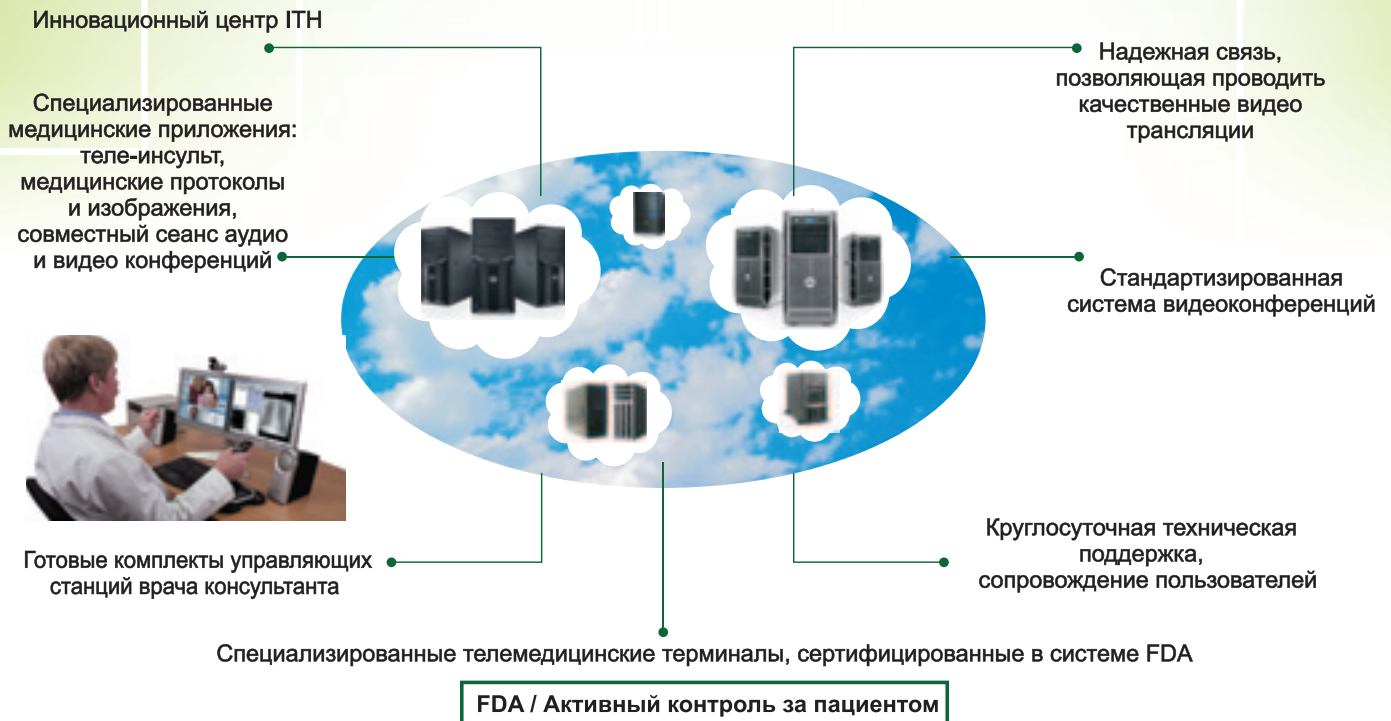 Инновационный центр ITH
Специализированные
медицинские приложения:
теле-инсульт,
медицинские протоколы
и изображения,
совместный сеанс аудио
и видео конференций
Надежная связь,
позволяющая проводить
качественные видео
трансляции
Стандартизированная
система видеоконференций
Готовые комплекты управляющих
станций врача консультанта
Круглосуточная техническая
поддержка,
сопровождение пользователей
Специализированные телемедицинские терминалы, сертифицированные в системе FDA
FDA / Активный контроль за пациентом